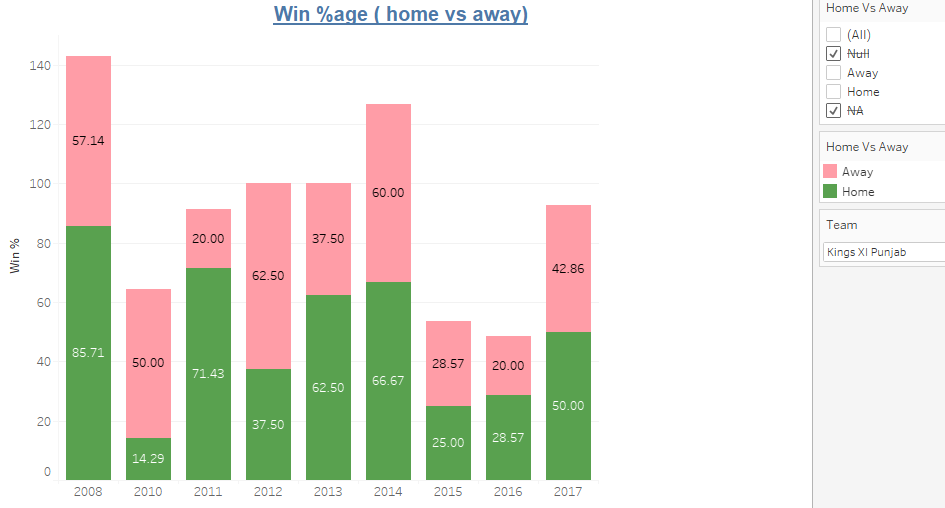 Win %age ( home vs away)
Win %
140
120
100
80
60
40
20
0
57.14
85.71
50.00
14.29
20.00
71.43
62.50
37.50
37.50
62.50
60.00
66.67
28.57
25.00
20.00
28.57
42.86
50.00
2008 2010 2011 2012 2013 2014 2015 2016 2017
Home Vs Away
(All)
Null
Away
Home
NA
Home Vs Away
Away
Home
Team
Kings XI Punjab